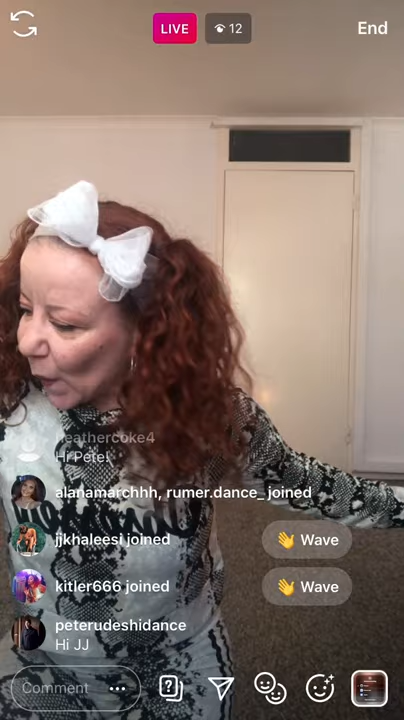 LIVE
12
End
heathercoke4
Hi Pete!
alanamarchhh, rumer.dance_ joined
jjkhaleesi joined
👋 Wave
kitler666 joined
👋 Wave
peterudeshidance
Hi JJ
Comment